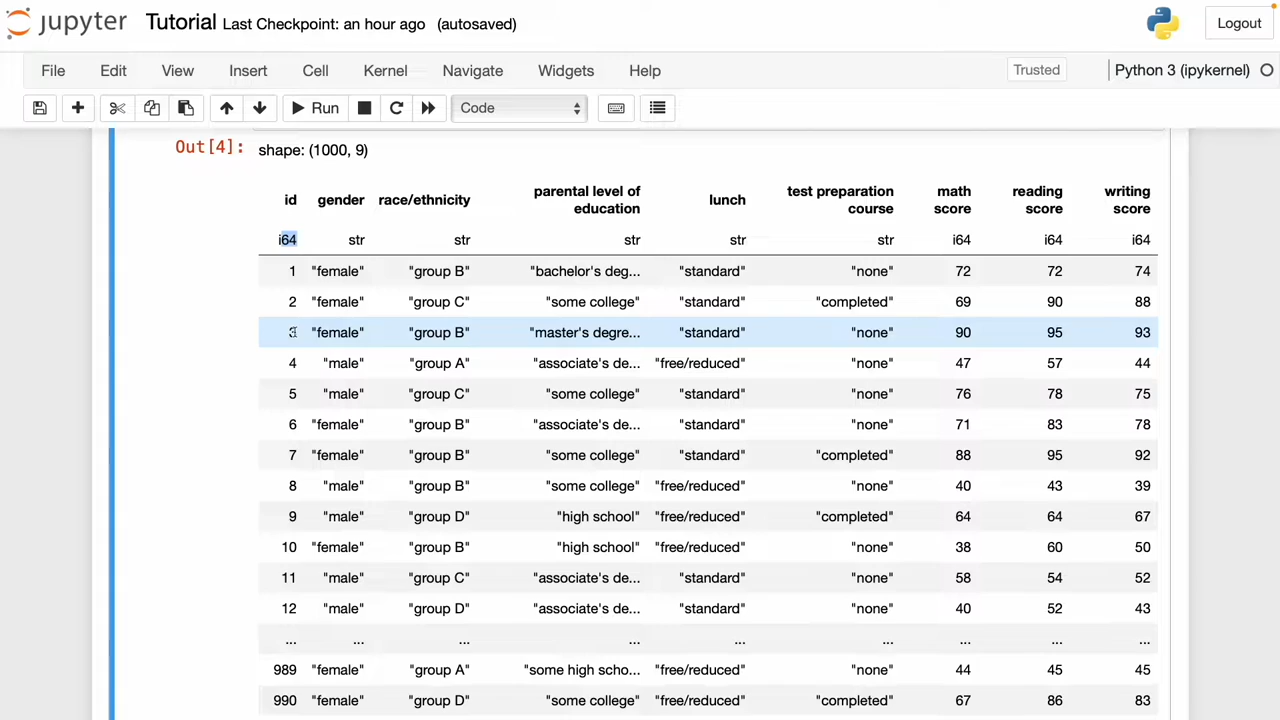 jupyter Tutorial Last Checkpoint: an hour ago (autosaved) Logout
File Edit View Insert Cell Kernel Navigate Widgets Help Trusted Python 3 (ipykernel)
Run Code
Out[4]: shape: (1000, 9)
id gender race/ethnicity parental level of education lunch test preparation course math score reading score writing score
i64 str str str str str i64 i64 i64
1 "female" "group B" "bachelor's deg... "standard" "none" 72 72 74
2 "female" "group C" "some college" "standard" "completed" 69 90 88
3 "female" "group B" "master's degre... "standard" "none" 90 95 93
4 "male" "group A" "associate's de... "free/reduced" "none" 47 57 44
5 "male" "group C" "some college" "standard" "none" 76 78 75
6 "female" "group B" "associate's de... "standard" "none" 71 83 78
7 "female" "group B" "some college" "standard" "completed" 88 95 92
8 "male" "group B" "some college" "free/reduced" "none" 40 43 39
9 "male" "group D" "high school" "free/reduced" "completed" 64 64 67
10 "female" "group B" "high school" "free/reduced" "none" 38 60 50
11 "male" "group C" "associate's de... "standard" "none" 58 54 52
12 "male" "group D" "associate's de... "standard" "none" 40 52 43
... ... ... ... ... ... ... ... ...
989 "female" "group A" "some high scho... "free/reduced" "none" 44 45 45
990 "female" "group D" "some college" "free/reduced" "completed" 67 86 83